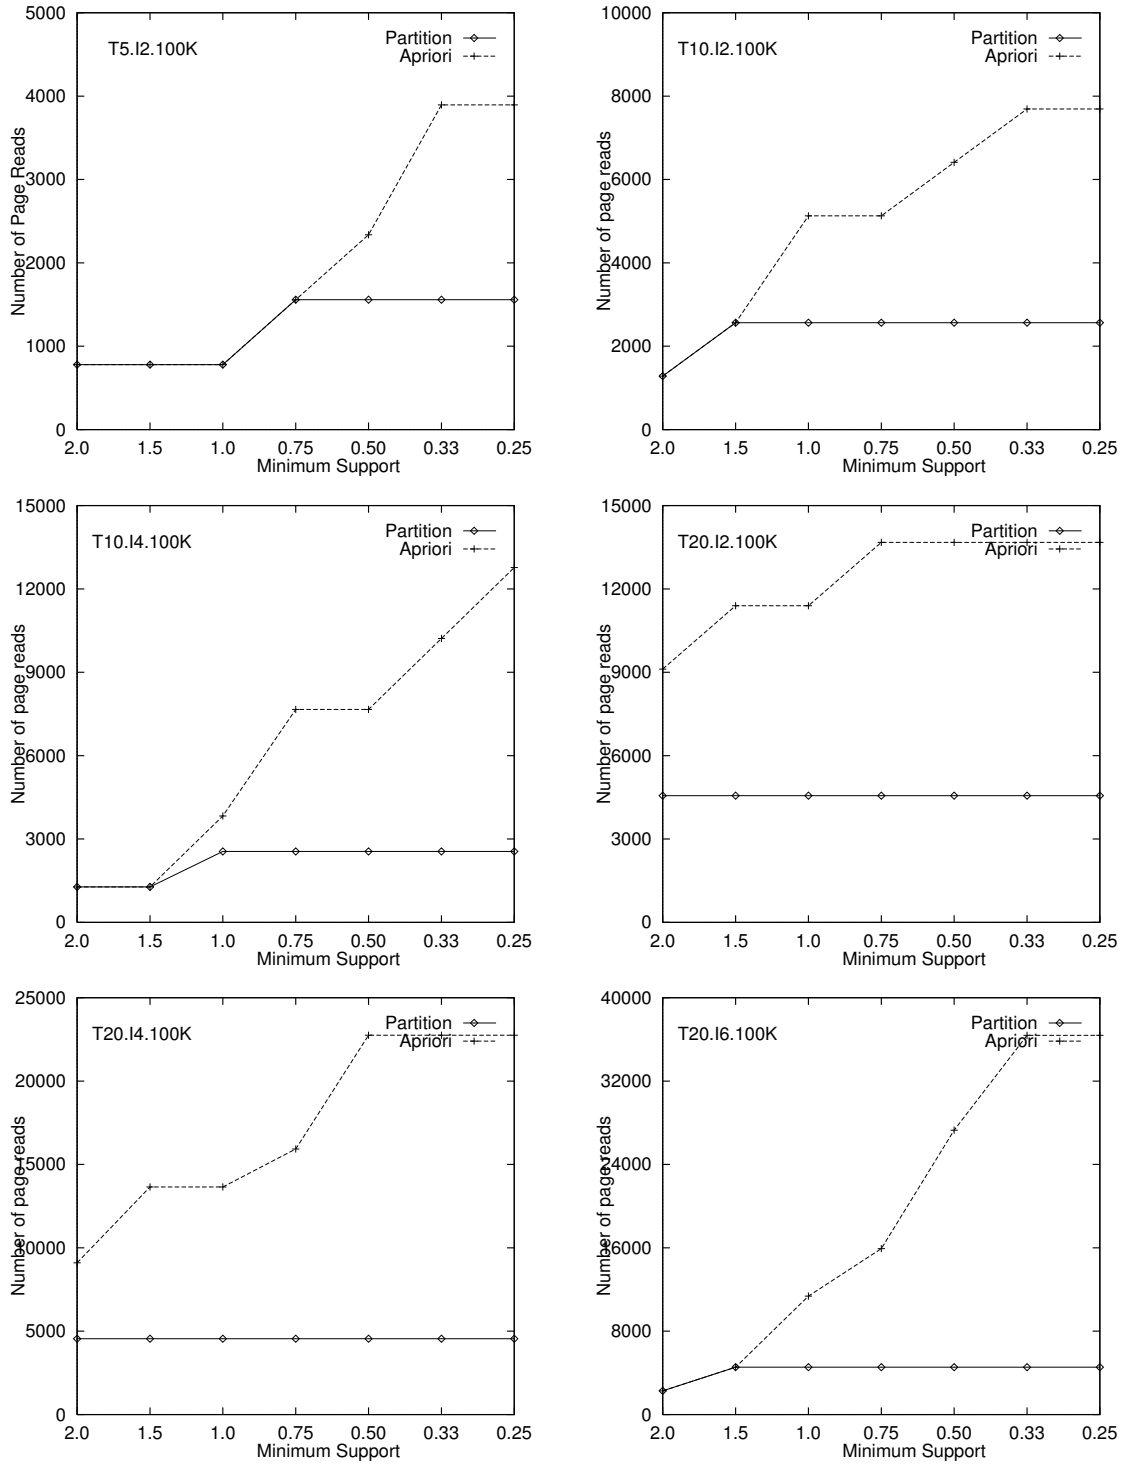 5000
4000
3000
2000
1000
0
2.0 1.5 1.0 0.75 0.50 0.33 0.25
Number of Page Reads
Minimum Support
T5.I2.100K
Partition
Apriori
10000
8000
6000
4000
2000
0
2.0 1.5 1.0 0.75 0.50 0.33 0.25
Number of page reads
Minimum Support
T10.I2.100K
Partition
Apriori
15000
12000
9000
6000
3000
0
2.0 1.5 1.0 0.75 0.50 0.33 0.25
Number of page reads
Minimum Support
T10.I4.100K
Partition
Apriori
15000
12000
9000
6000
3000
0
2.0 1.5 1.0 0.75 0.50 0.33 0.25
Number of page reads
Minimum Support
T20.I2.100K
Partition
Apriori
25000
20000
15000
10000
5000
0
2.0 1.5 1.0 0.75 0.50 0.33 0.25
Number of page reads
Minimum Support
T20.I4.100K
Partition
Apriori
40000
32000
24000
16000
8000
0
2.0 1.5 1.0 0.75 0.50 0.33 0.25
Number of page reads
Minimum Support
T20.I6.100K
Partition
Apriori